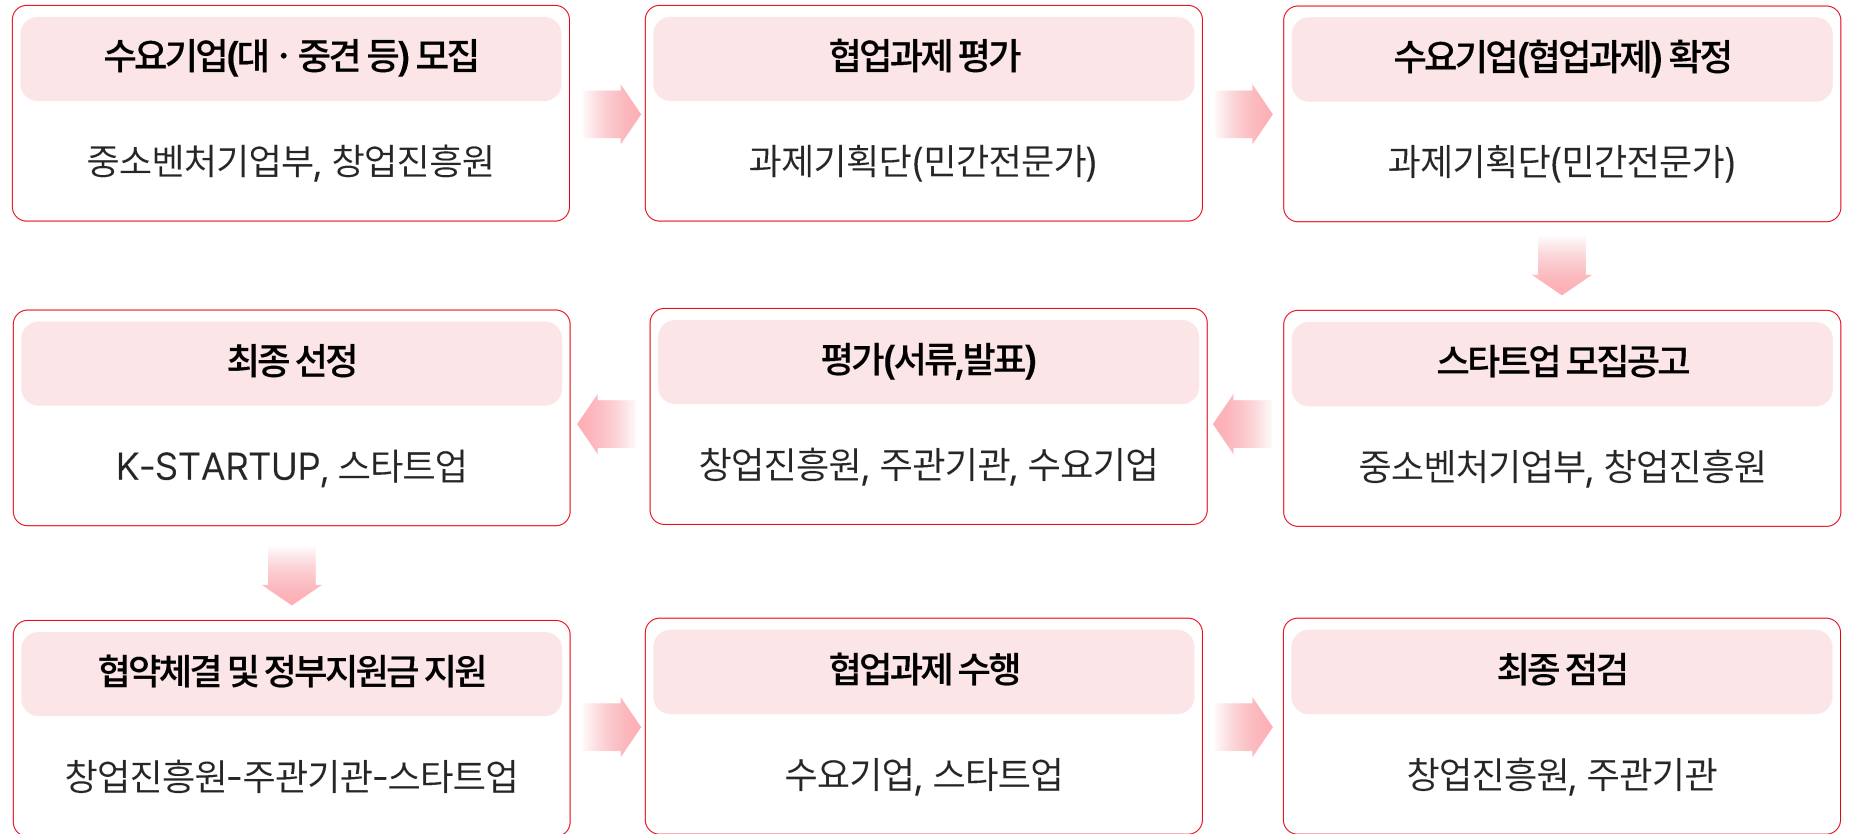 수요기업(대 · 중견 등) 모집
중소벤처기업부, 창업진흥원
협업과제 평가
과제기획단(민간전문가)
수요기업(협업과제) 확정
과제기획단(민간전문가)
스타트업 모집공고
중소벤처기업부, 창업진흥원
평가(서류,발표)
창업진흥원, 주관기관, 수요기업
최종 선정
K-STARTUP, 스타트업
협약체결 및 정부지원금 지원
창업진흥원-주관기관-스타트업
협업과제 수행
수요기업, 스타트업
최종 점검
창업진흥원, 주관기관